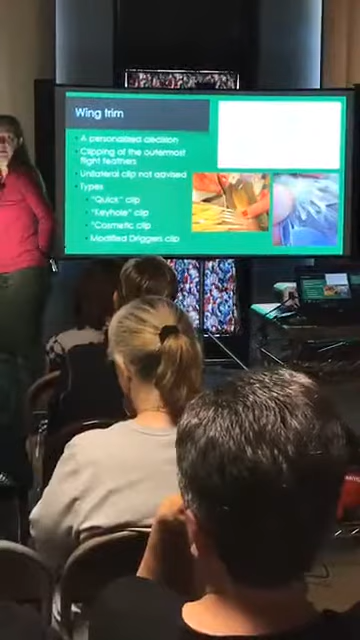 Wing trim
• A personalized decision
• Clipping of the outermost
flight feathers
• Unilateral clip not advised
• Types
• "Quick" clip
• "Keyhole" clip
• "Cosmetic clip
• Modified Driggers clip